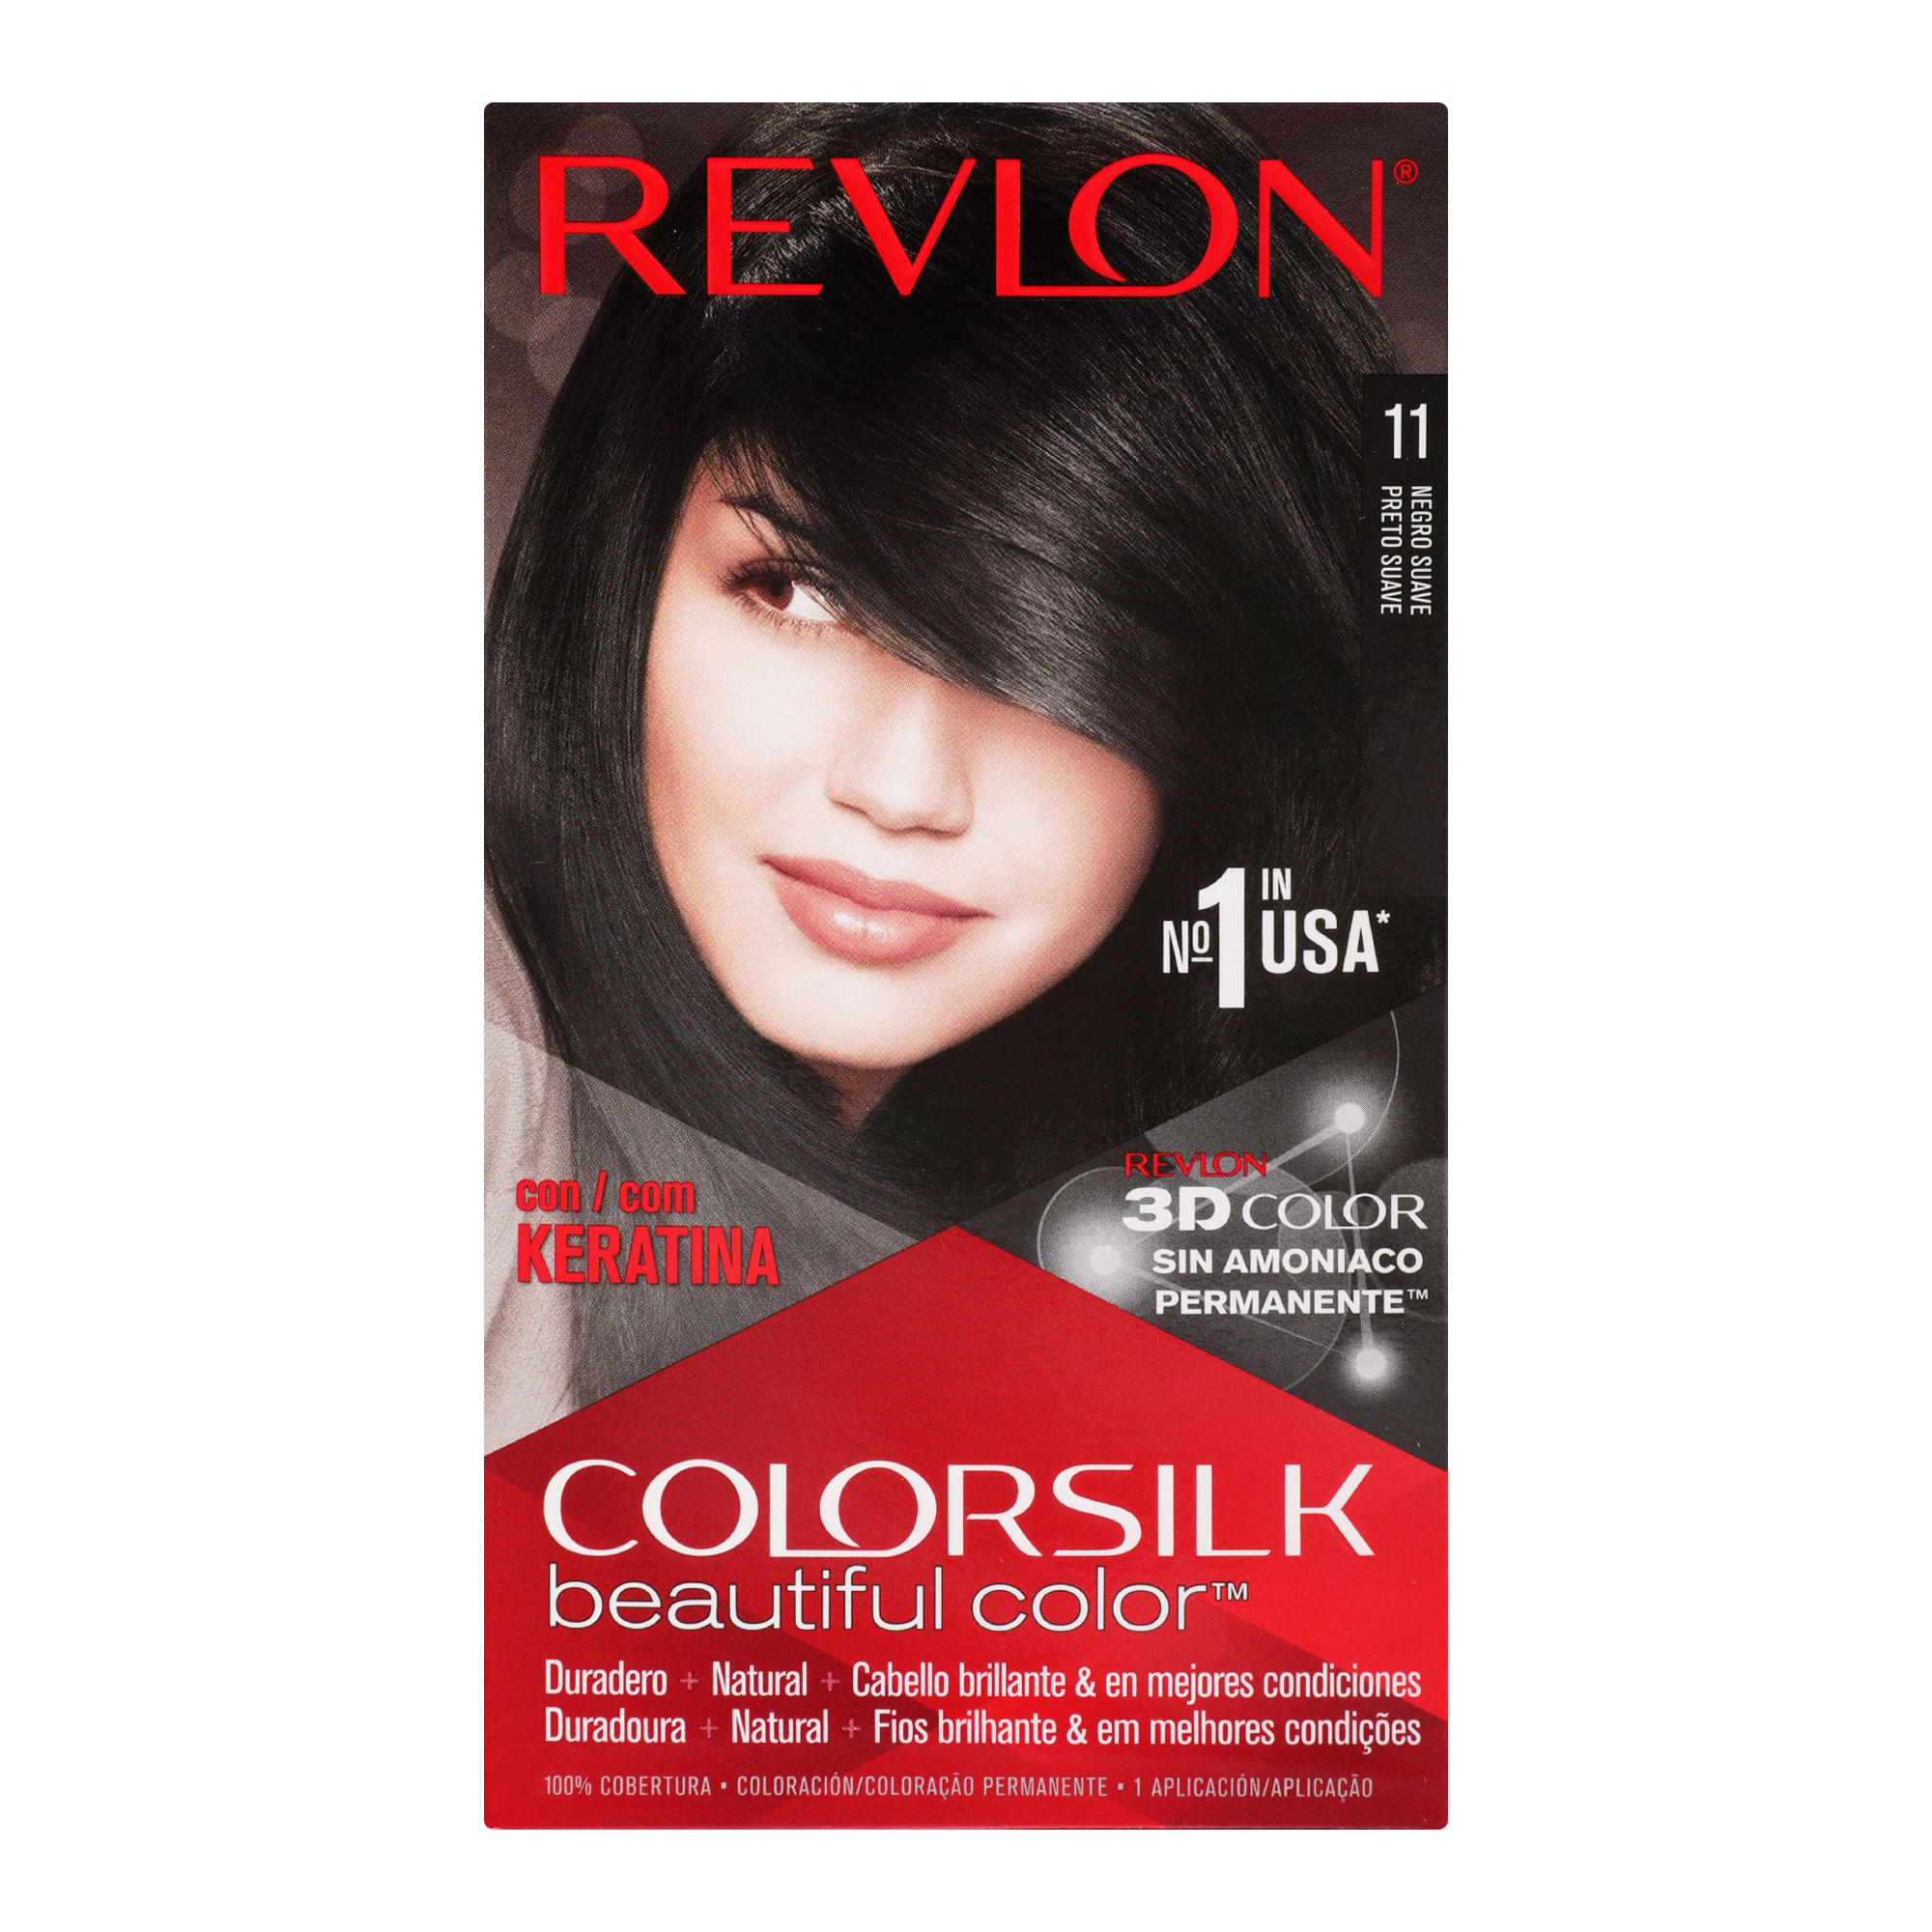 REVLON®
11
NEGRO SUAVE
PRETO SUAVE
Nº1 IN USA*
con / com
KERATINA
REVLON
3D COLOR
SIN AMONIACO
PERMANENTE™
COLORSILK
beautiful color™
Duradero + Natural + Cabello brillante & en mejores condiciones
Duradoura + Natural + Fios brilhante & em melhores condições
100% COBERTURA ▪ COLORACIÓN/COLORAÇÃO PERMANENTE ▪ 1 APLICACIÓN/APLICAÇÃO